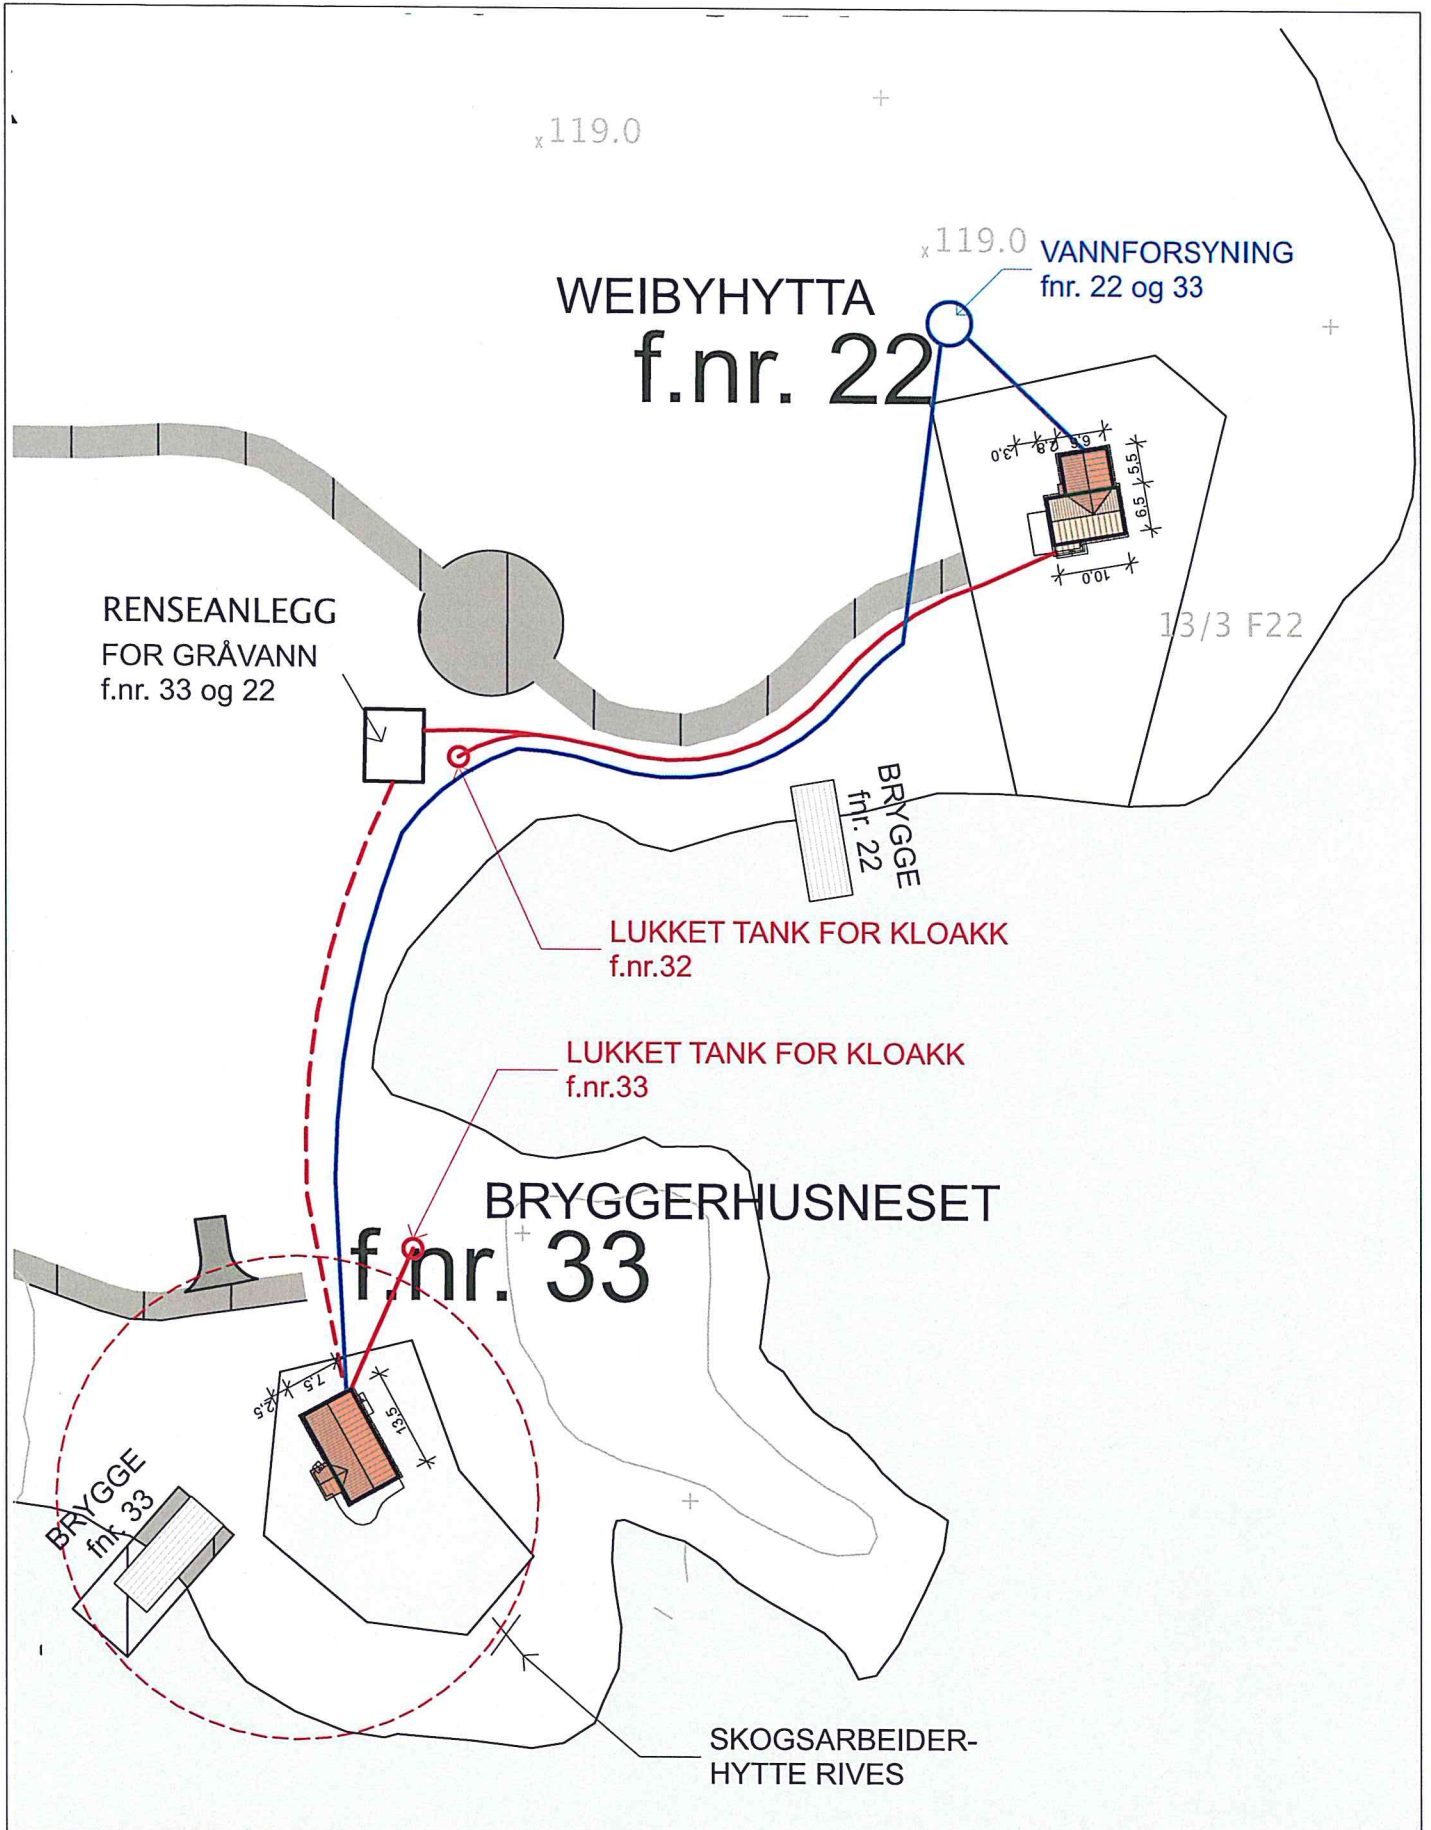 x119.0
x119.0
VANNFORSYNING
fnr. 22 og 33
WEIBYHYTTA
f.nr. 22
3.0
2,8
6,6
5,5
6,5
10,0
13/3 F22
RENSEANLEGG
FOR GRÅVANN
f.nr. 33 og 22
BRYGGE
fnr. 22
LUKKET TANK FOR KLOAKK
f.nr.32
LUKKET TANK FOR KLOAKK
f.nr.33
BRYGGERHUSNESET
f.nr. 33
2,5
7,5
13,5
BRYGGE
fnr. 33
SKOGSARBEIDER-
HYTTE RIVES